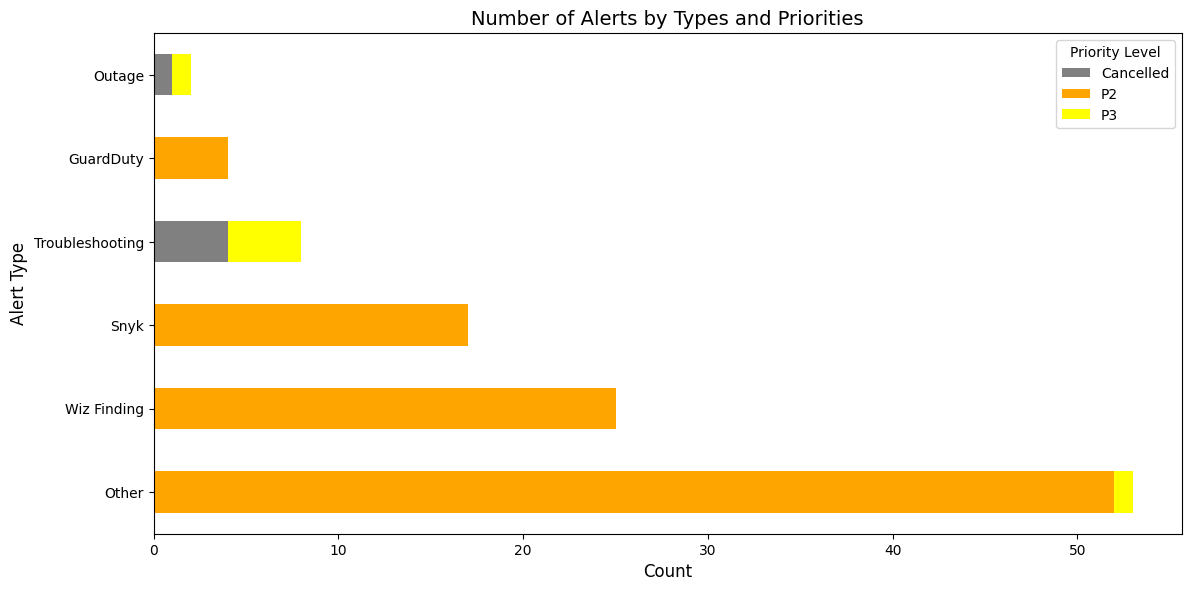 Number of Alerts by Types and Priorities
Priority Level
Cancelled
P2
P3
Alert Type
Outage
GuardDuty
Troubleshooting
Snyk
Wiz Finding
Other
0 10 20 30 40 50
Count